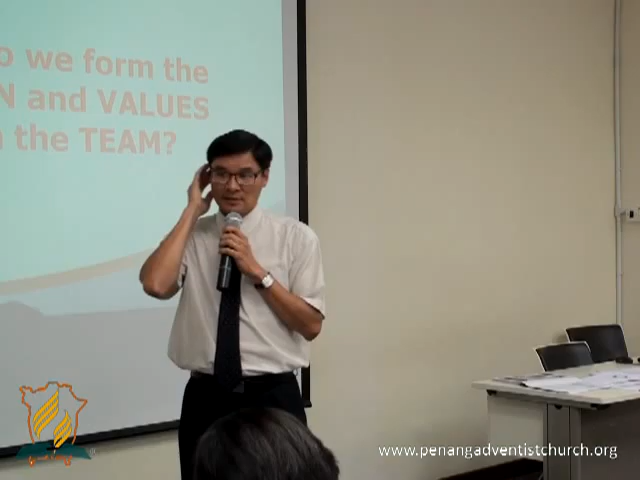 o we form the
N and VALUES
the TEAM?
www.penangadventistchurch.org